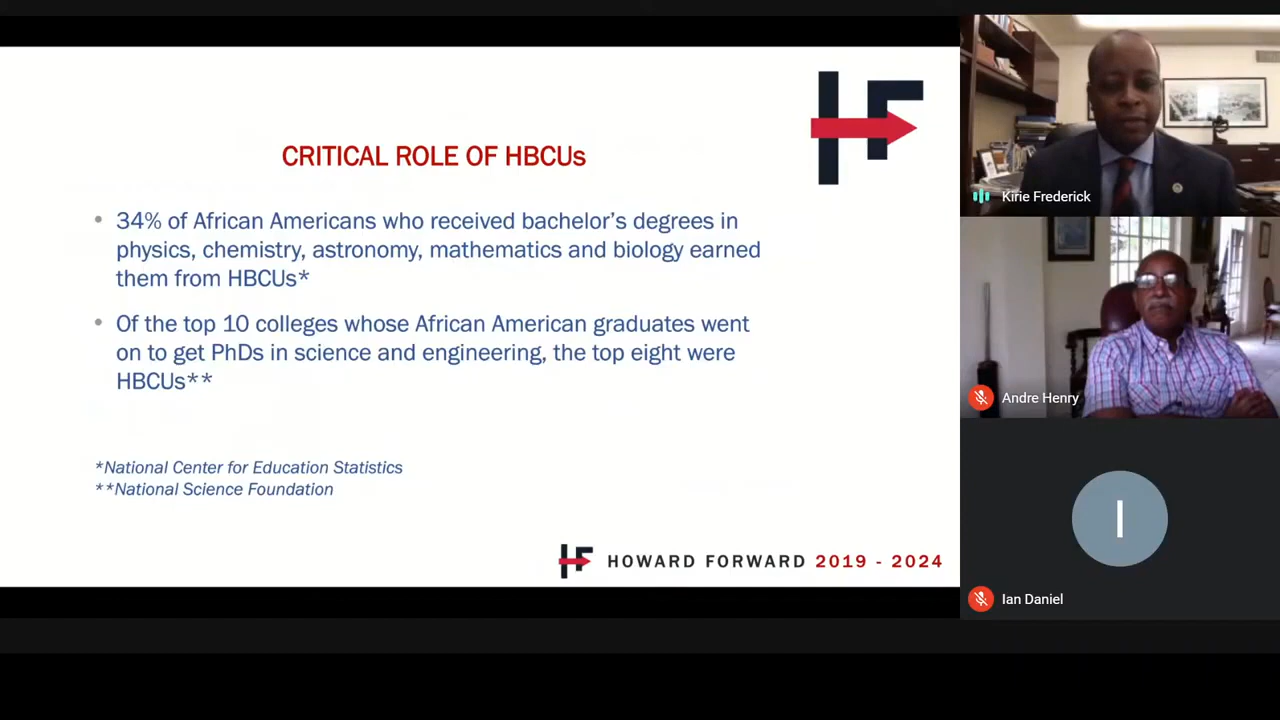 CRITICAL ROLE OF HBCUs
• 34% of African Americans who received bachelor's degrees in
physics, chemistry, astronomy, mathematics and biology earned
them from HBCUs*
• Of the top 10 colleges whose African American graduates went
on to get PhDs in science and engineering, the top eight were
HBCUs**
*National Center for Education Statistics
**National Science Foundation
HF HOWARD FORWARD 2019 - 2024
HF
Kirie Frederick
Andre Henry
I
Ian Daniel